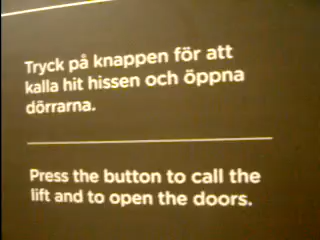 Tryck på knappen för att
kalla hit hissen och öppna
dörrarna.
Press the button to call the
lift and to open the doors.